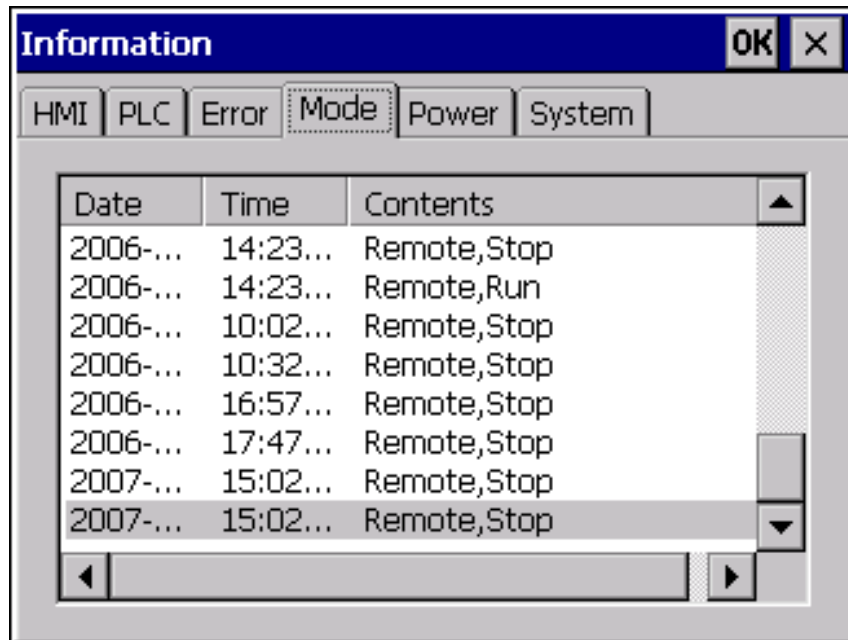 Information OK ×
HMI PLC Error Mode Power System
Date Time Contents
2006-... 14:23... Remote,Stop
2006-... 14:23... Remote,Run
2006-... 10:02... Remote,Stop
2006-... 10:32... Remote,Stop
2006-... 16:57... Remote,Stop
2006-... 17:47... Remote,Stop
2007-... 15:02... Remote,Stop
2007-... 15:02... Remote,Stop